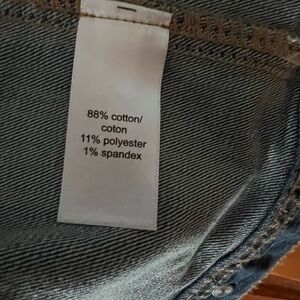 88% cotton/
coton
11% polyester
1% spandex